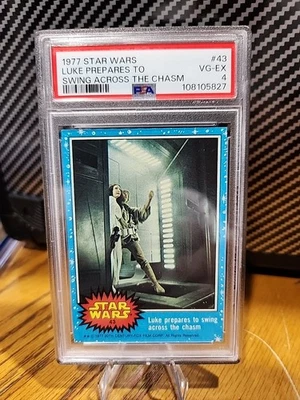 1977 STAR WARS #43
LUKE PREPARES TO VG-EX
SWING ACROSS THE CHASM 4
PSA 108105827
STAR
WARS
Luke prepares to swing
across the chasm